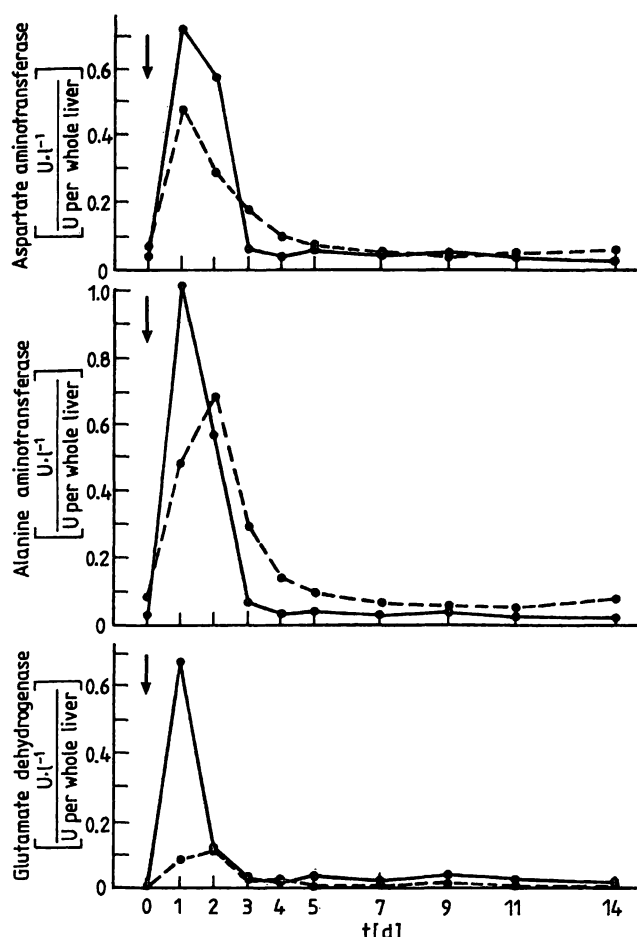 Aspartate aminotransferase
[U·l⁻¹
U per whole liver]
0.6
0.4
0.2
0
Alanine aminotransferase
[U·l⁻¹
U per whole liver]
1.0
0.8
0.6
0.4
0.2
0
Glutamate dehydrogenase
[U·l⁻¹
U per whole liver]
0.6
0.4
0.2
0
0 1 2 3 4 5 7 9 11 14
t[d]